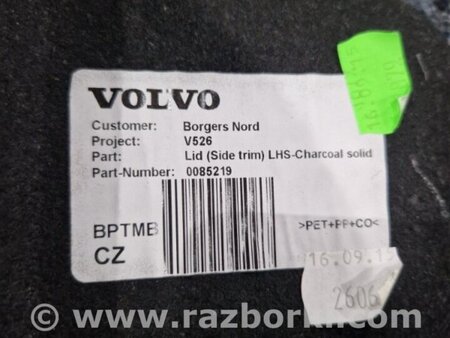 VOLVO
Customer: Borgers Nord
Project: V526
Part: Lid (Side trim) LHS-Charcoal solid
Part-Number: 0085219
BPTMB
CZ
>PET+PP+CO<
16.09.1
2606
© www.razborka.com